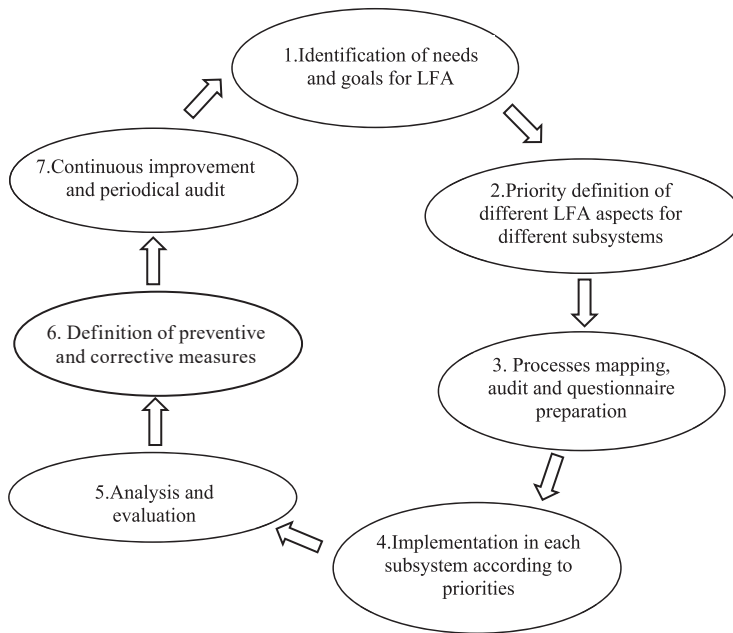 1.Identification of needs
and goals for LFA
2.Priority definition of
different LFA aspects for
different subsystems
3. Processes mapping,
audit and questionnaire
preparation
4.Implementation in each
subsystem according to
priorities
5.Analysis and
evaluation
6. Definition of preventive
and corrective measures
7.Continuous improvement
and periodical audit